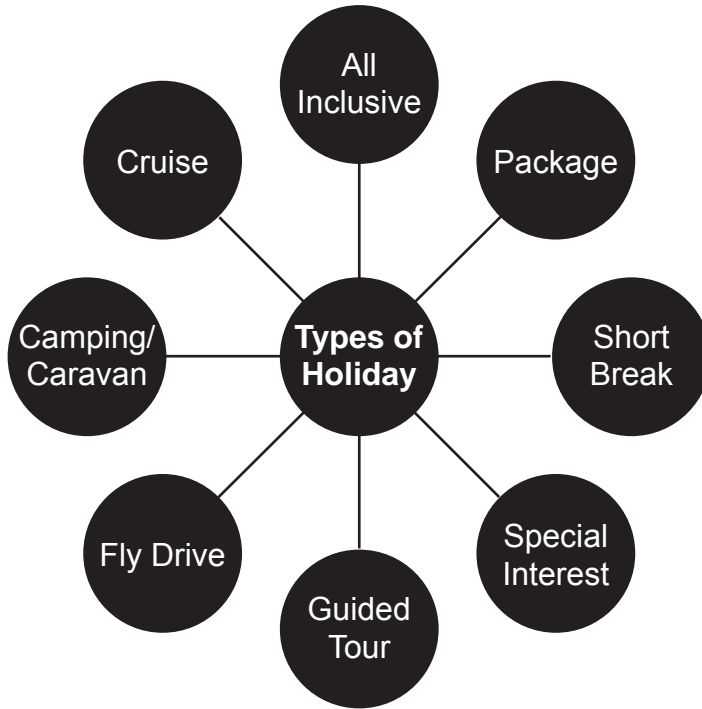 All
Inclusive
Cruise
Package
Camping/
Caravan
Types of
Holiday
Short
Break
Fly Drive
Special
Interest
Guided
Tour